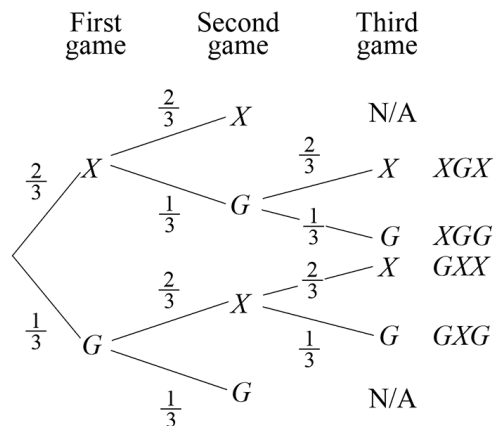 First game Second game Third game
2/3 X N/A
2/3 X 2/3 X XGX
1/3 G 1/3 G XGG
2/3 X 2/3 X GXX
1/3 G 1/3 G GXG
1/3 G N/A